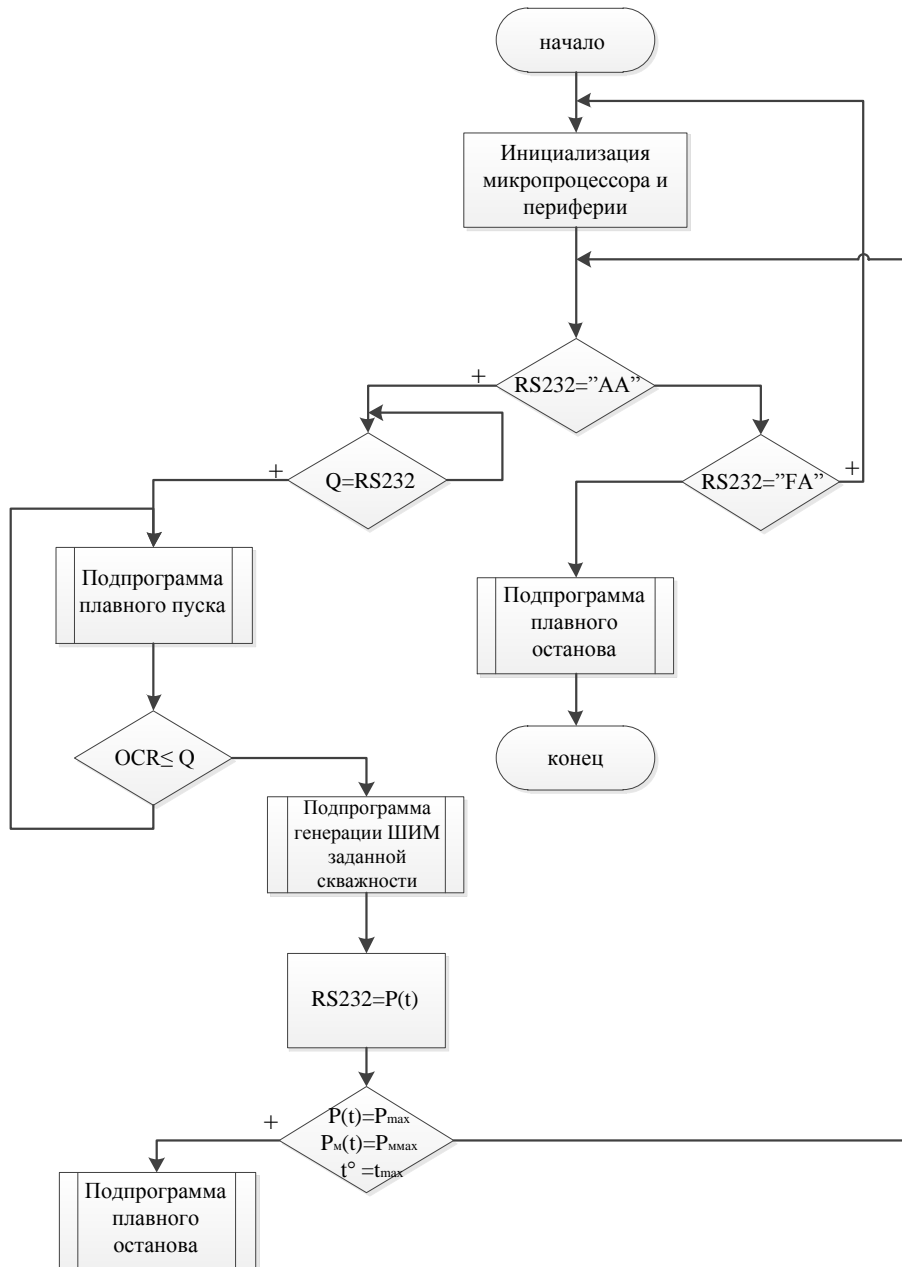 начало
Инициализация
микропроцессора и
периферии
RS232=”AA”
+
Q=RS232
+
RS232=”FA”
+
Подпрограмма
плавного пуска
Подпрограмма
плавного
останова
OCR≤ Q
конец
Подпрограмма
генерации ШИМ
заданной
скважности
RS232=P(t)
P(t)=Pmax
Pм(t)=Pммах
t° =tmax
+
Подпрограмма
плавного
останова